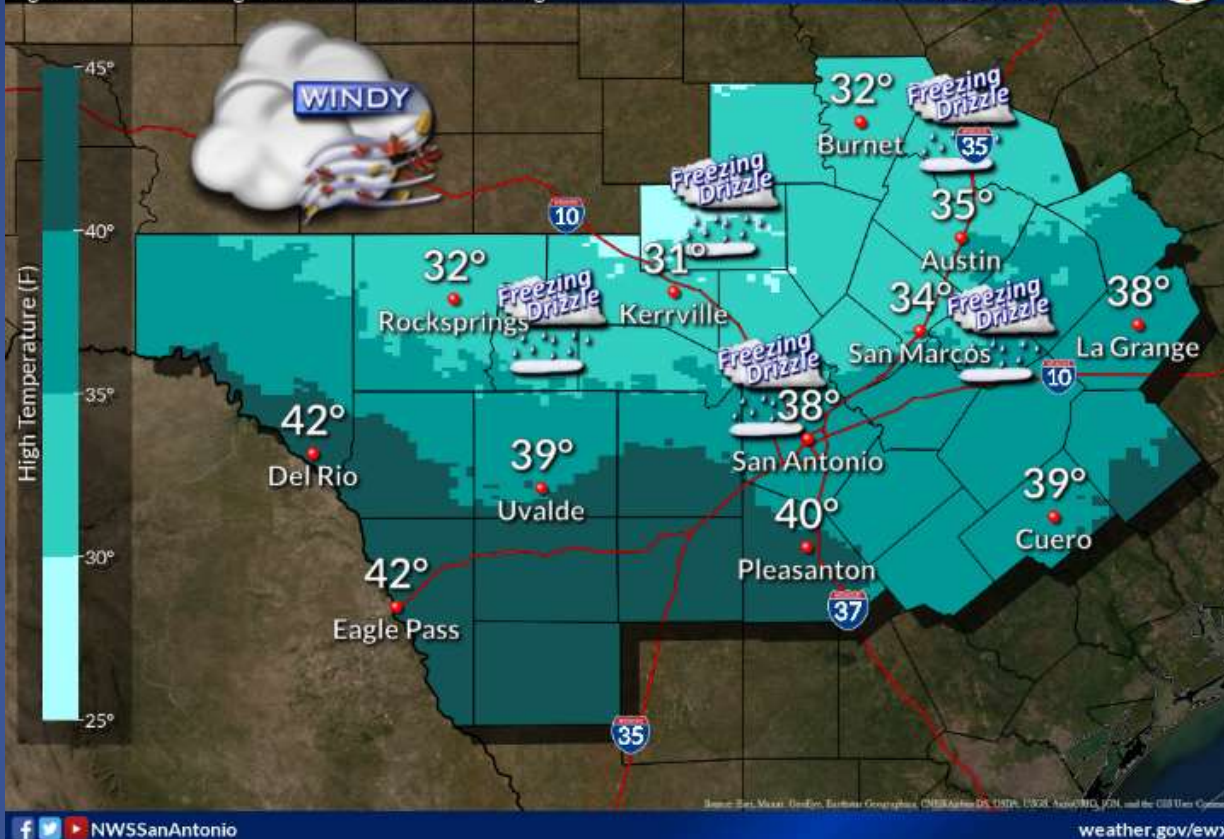 WINDY
32°
Burnet
Freezing
Drizzle
35
Freezing
Drizzle
10
35°
Austin
32°
Rocksprings
Freezing
Drizzle
31°
Kerrville
34°
San Marcos
Freezing
Drizzle
38°
La Grange
10
Freezing
Drizzle
38°
San Antonio
42°
Del Rio
39°
Uvalde
40°
Pleasanton
39°
Cuero
42°
Eagle Pass
37
35
High Temperature (F)
45°
40°
35°
30°
25°
NWSSanAntonio
weather.gov/ewx